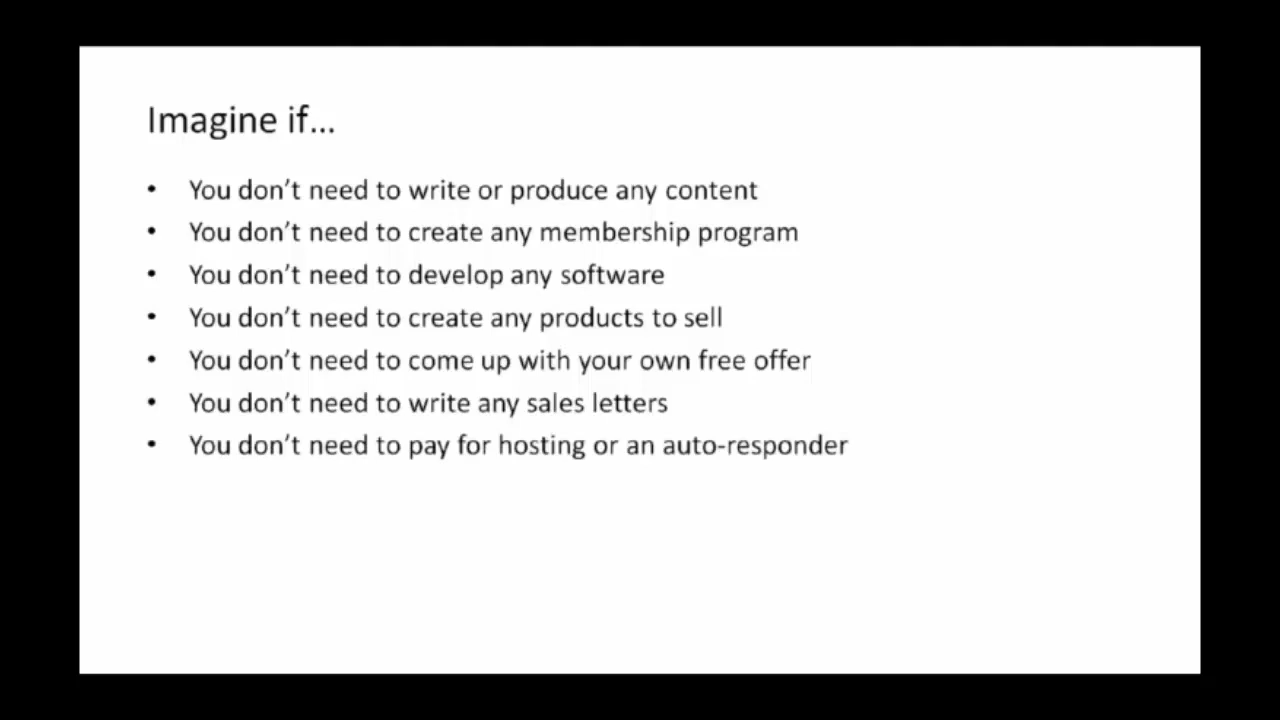 Imagine if...
• You don't need to write or produce any content
• You don't need to create any membership program
• You don't need to develop any software
• You don't need to create any products to sell
• You don't need to come up with your own free offer
• You don't need to write any sales letters
• You don't need to pay for hosting or an auto-responder